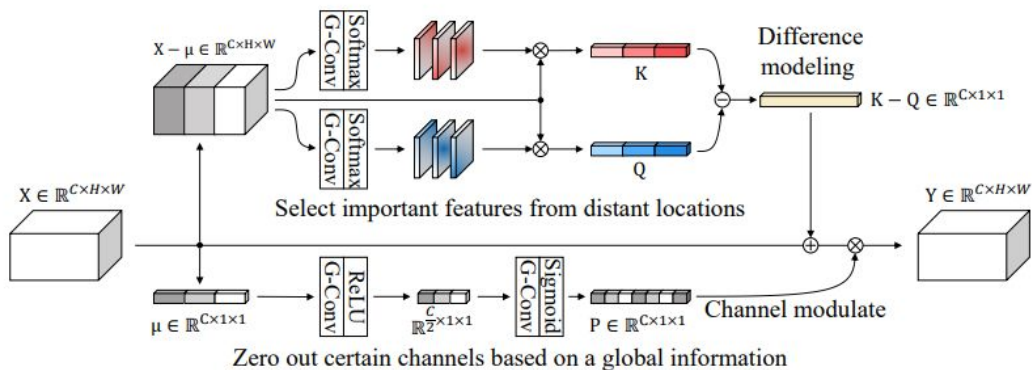 X − μ ∈ ℝ^{C×H×W}
G-Conv
Softmax
K
Difference
modeling
K − Q ∈ ℝ^{C×1×1}
G-Conv
Softmax
Q
X ∈ ℝ^{C×H×W}
Select important features from distant locations
Y ∈ ℝ^{C×H×W}
G-Conv
ReLU
G-Conv
Sigmoid
μ ∈ ℝ^{C×1×1}
ℝ^{C/2×1×1}
P ∈ ℝ^{C×1×1}
Channel modulate
Zero out certain channels based on a global information